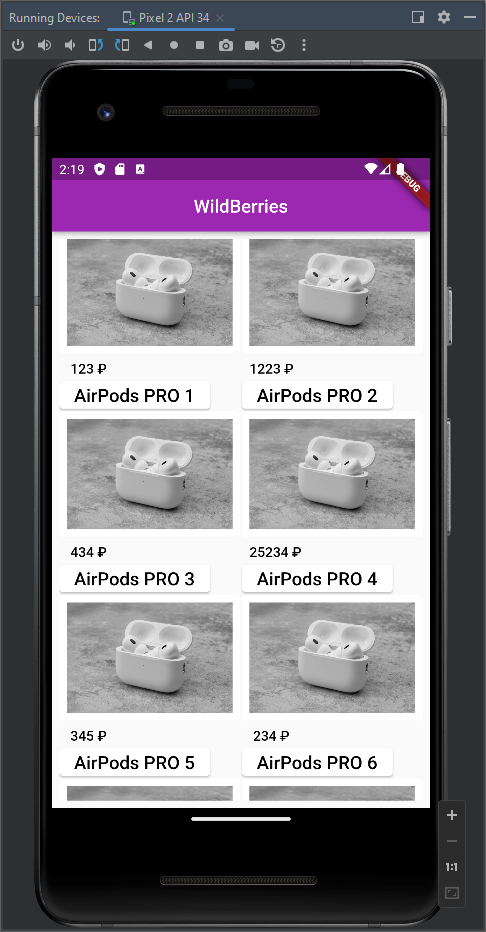 Running Devices: Pixel 2 API 34
2:19
DEBUG
WildBerries
123 ₽ 1223 ₽
AirPods PRO 1 AirPods PRO 2
434 ₽ 25234 ₽
AirPods PRO 3 AirPods PRO 4
345 ₽ 234 ₽
AirPods PRO 5 AirPods PRO 6
1:1